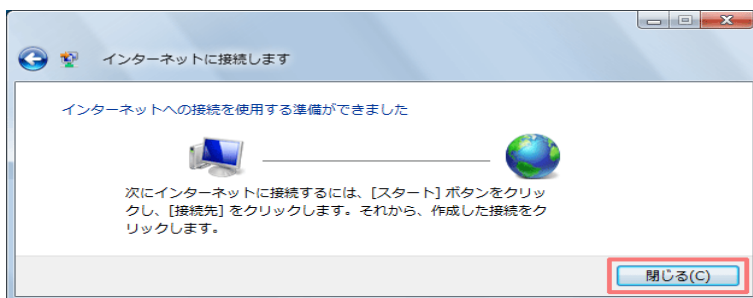 インターネットに接続します
インターネットへの接続を使用する準備ができました
次にインターネットに接続するには、[スタート] ボタンをクリッ
クし、[接続先] をクリックします。それから、作成した接続をク
リックします。
閉じる(C)